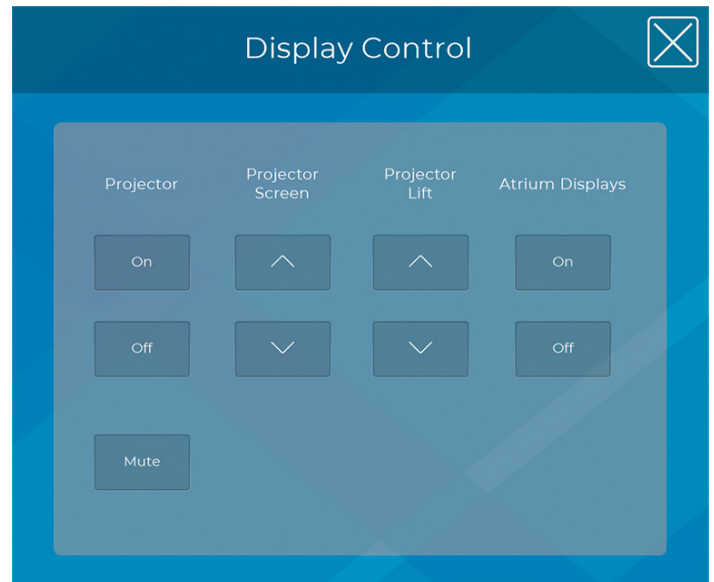 Display Control
Projector
Projector
Screen
Projector
Lift
Atrium Displays
On
On
Off
Off
Mute